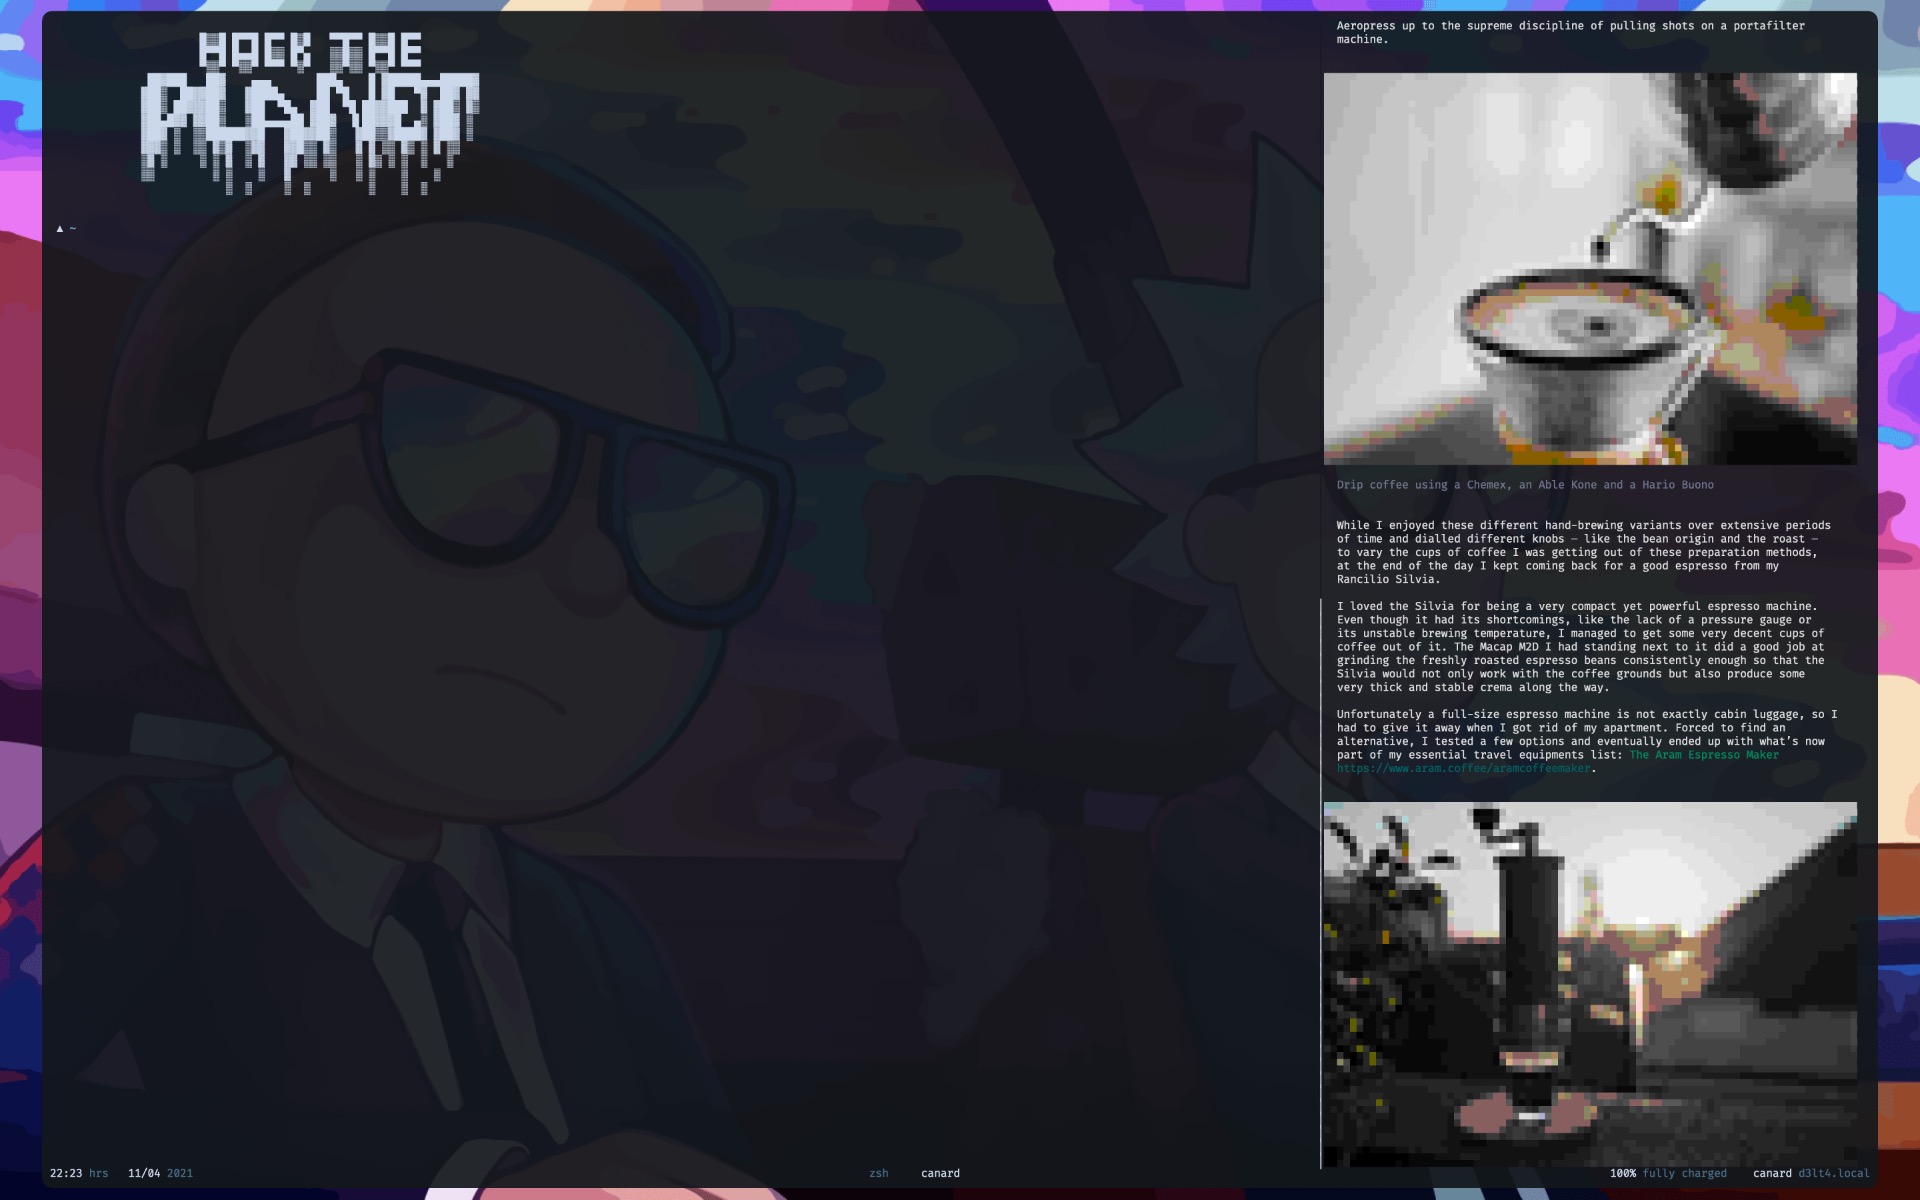 HACK THE
PLANET
▲ ~
Aeropress up to the supreme discipline of pulling shots on a portafilter
machine.
Drip coffee using a Chemex, an Able Kone and a Hario Buono
While I enjoyed these different hand-brewing variants over extensive periods
of time and dialled different knobs – like the bean origin and the roast –
to vary the cups of coffee I was getting out of these preparation methods,
at the end of the day I kept coming back for a good espresso from my
Rancilio Silvia.
I loved the Silvia for being a very compact yet powerful espresso machine.
Even though it had its shortcomings, like the lack of a pressure gauge or
its unstable brewing temperature, I managed to get some very decent cups of
coffee out of it. The Macap M2D I had standing next to it did a good job at
grinding the freshly roasted espresso beans consistently enough so that the
Silvia would not only work with the coffee grounds but also produce some
very thick and stable crema along the way.
Unfortunately a full-size espresso machine is not exactly cabin luggage, so I
had to give it away when I got rid of my apartment. Forced to find an
alternative, I tested a few options and eventually ended up with what’s now
part of my essential travel equipments list: The Aram Espresso Maker
https://www.aram.coffee/aramcoffeemaker.
22:23 hrs 11/04 2021 zsh canard 100% fully charged canard d3lt4.local